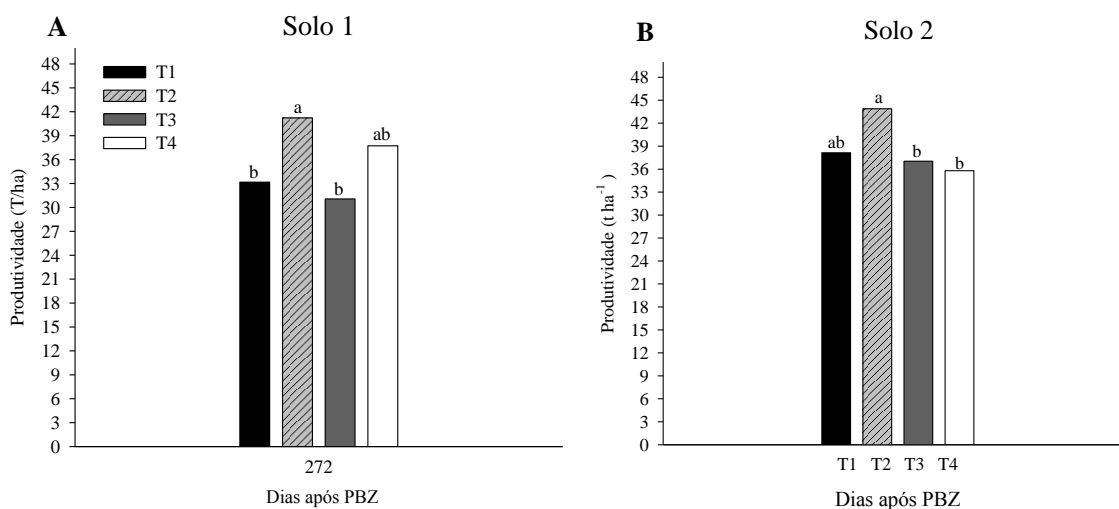 A
Solo 1
Produtividade (T/ha)
48
45
42
39
36
33
30
27
24
21
18
15
12
9
6
3
0
T1
T2
T3
T4
b
a
b
ab
272
Dias após PBZ
B
Solo 2
Produtividade (t ha⁻¹ )
48
45
42
39
36
33
30
27
24
21
18
15
12
9
6
3
0
ab
a
b
b
T1 T2 T3 T4
Dias após PBZ